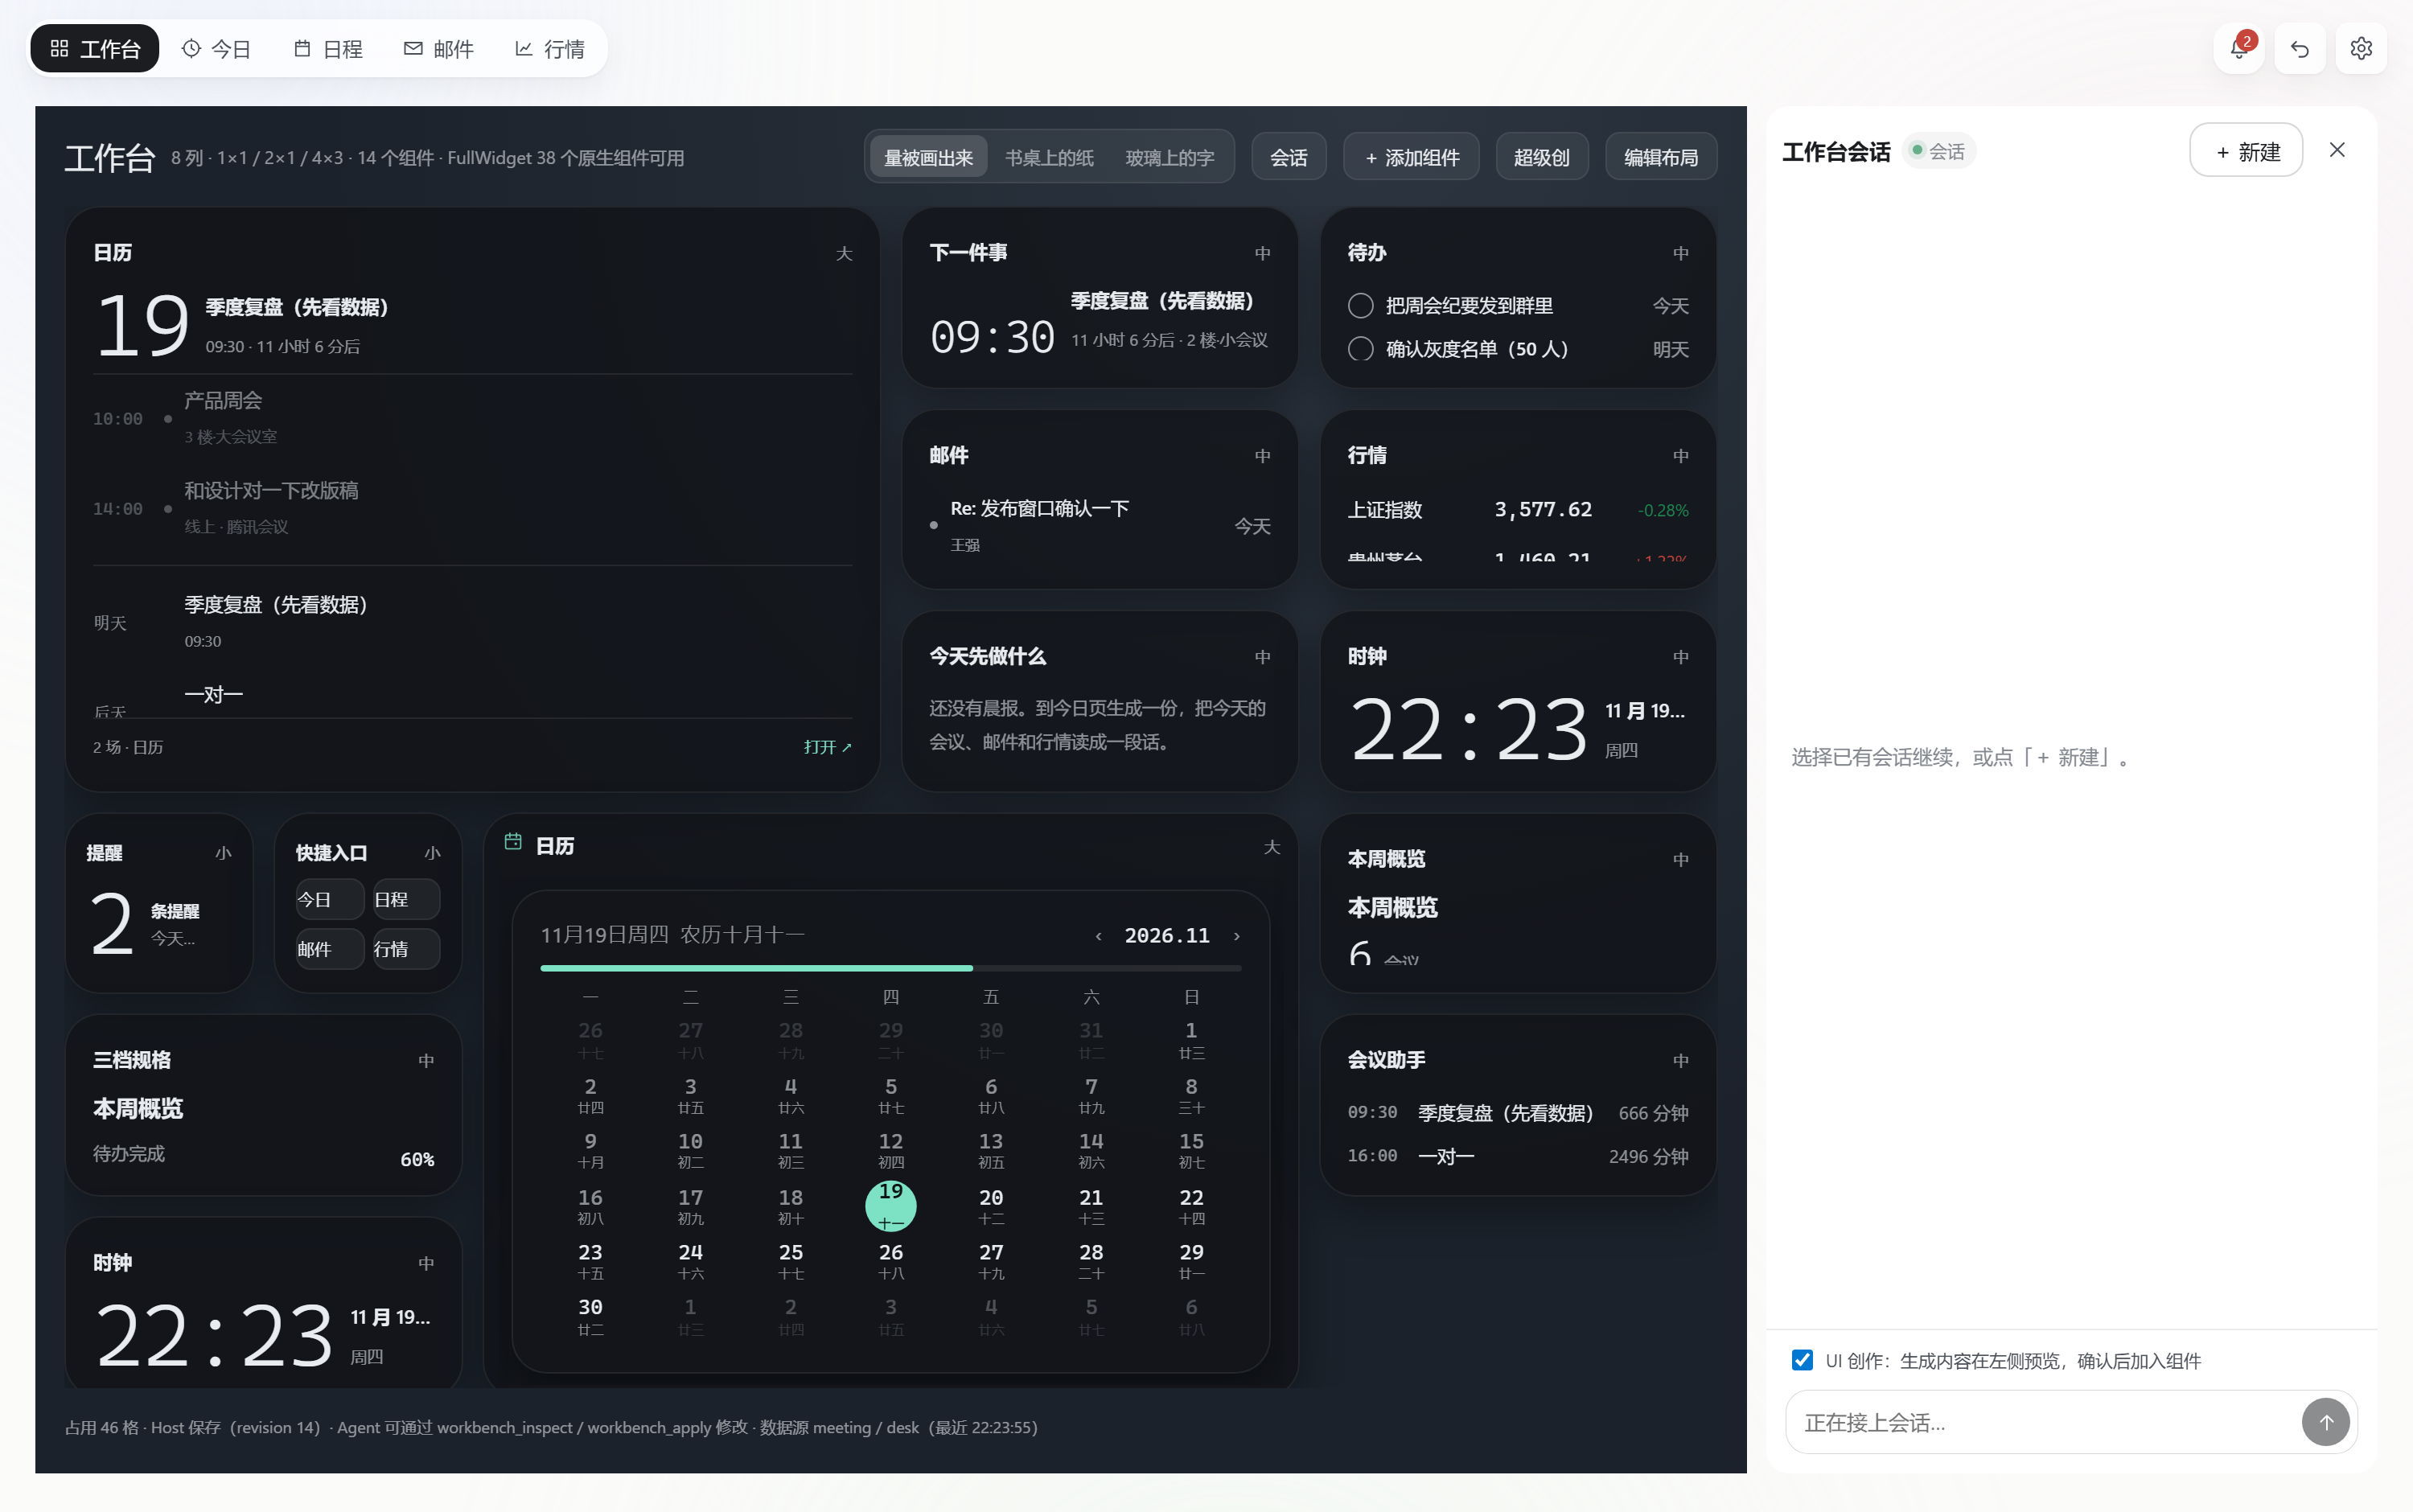 工作台
今日
日程
邮件
行情
2
工作台
8 列 · 1×1 / 2×1 / 4×3 · 14 个组件 · FullWidget 38 个原生组件可用
量被画出来
书桌上的纸
玻璃上的字
会话
+ 添加组件
超级创
编辑布局
日历
大
19
季度复盘（先看数据）
09:30 · 11 小时 6 分后
10:00
产品周会
3 楼·大会议室
14:00
和设计对一下改版稿
线上 · 腾讯会议
明天
季度复盘（先看数据）
09:30
后天
一对一
2 场 · 日历
打开 ↗
下一件事
中
09:30
季度复盘（先看数据）
11 小时 6 分后 · 2 楼·小会议
待办
中
把周会纪要发到群里
今天
确认灰度名单（50 人）
明天
邮件
中
Re: 发布窗口确认一下
王强
今天
行情
中
上证指数 3,577.62 -0.28%
贵州茅台 1,460.21 +1.22%
今天先做什么
中
还没有晨报。到今日页生成一份，把今天的
会议、邮件和行情读成一段话。
时钟
中
22:23
11 月 19...
周四
提醒
小
2
条提醒
今天...
快捷入口
小
今日
日程
邮件
行情
日历
大
11月19日周四 农历十月十一
‹ 2026.11 ›
一 二 三 四 五 六 日
26 27 28 29 30 31 1
十七 十八 十九 二十 廿一 廿二 廿三
2 3 4 5 6 7 8
廿四 廿五 廿六 廿七 廿八 廿九 三十
9 10 11 12 13 14 15
十月 初二 初三 初四 初五 初六 初七
16 17 18 19 20 21 22
初八 初九 初十 十一 十二 十三 十四
23 24 25 26 27 28 29
十五 十六 十七 十八 十九 二十 廿一
30 1 2 3 4 5 6
廿二 廿三 廿四 廿五 廿六 廿七 廿八
本周概览
中
本周概览
6 会议
三档规格
中
本周概览
待办完成
60%
会议助手
中
09:30 季度复盘（先看数据） 666 分钟
16:00 一对一 2496 分钟
时钟
中
22:23
11 月 19...
周四
占用 46 格 · Host 保存（revision 14）· Agent 可通过 workbench_inspect / workbench_apply 修改 · 数据源 meeting / desk（最近 22:23:55）
工作台会话
会话
+ 新建
选择已有会话继续，或点「+ 新建」。
UI 创作：生成内容在左侧预览，确认后加入组件
正在接上会话...